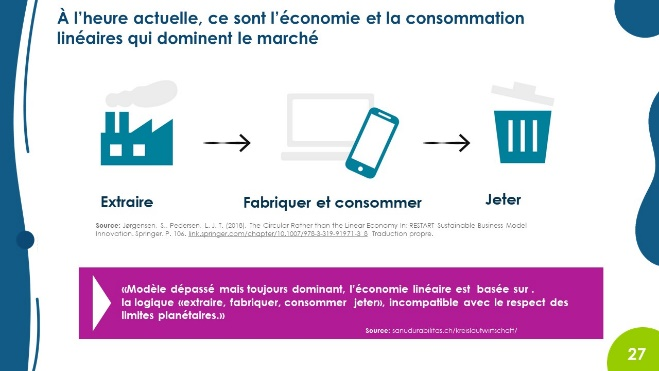 À l’heure actuelle, ce sont l’économie et la consommation
linéaires qui dominent le marché
Extraire
Fabriquer et consommer
Jeter
Source: Jørgensen, S., Pedersen, L. J. T. (2018). The Circular Rather than the Linear Economy in: RESTART Sustainable Business Model
Innovation. Springer. P. 106. link.springer.com/chapter/10.1007/978-3-319-91971-3_8 Traduction propre.
«Modèle dépassé mais toujours dominant, l’économie linéaire est basée sur .
la logique «extraire, fabriquer, consommer jeter», incompatible avec le respect des
limites planétaires.»
Source: sanudurabilitas.ch/kreislaufwirtschaft/
27